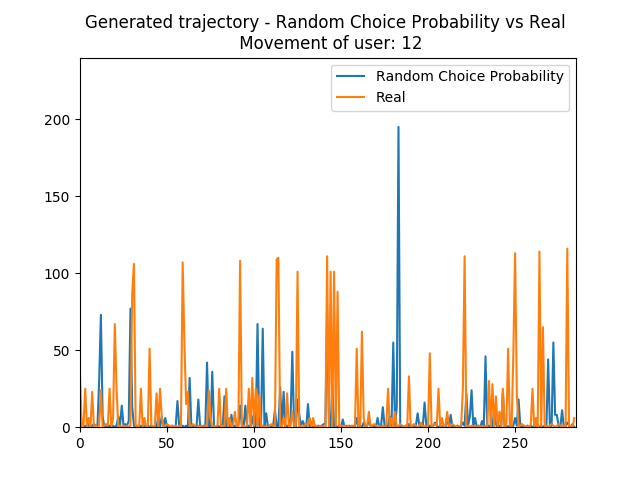 Generated trajectory - Random Choice Probability vs Real
Movement of user: 12
Random Choice Probability
Real
200
150
100
50
0
0 50 100 150 200 250